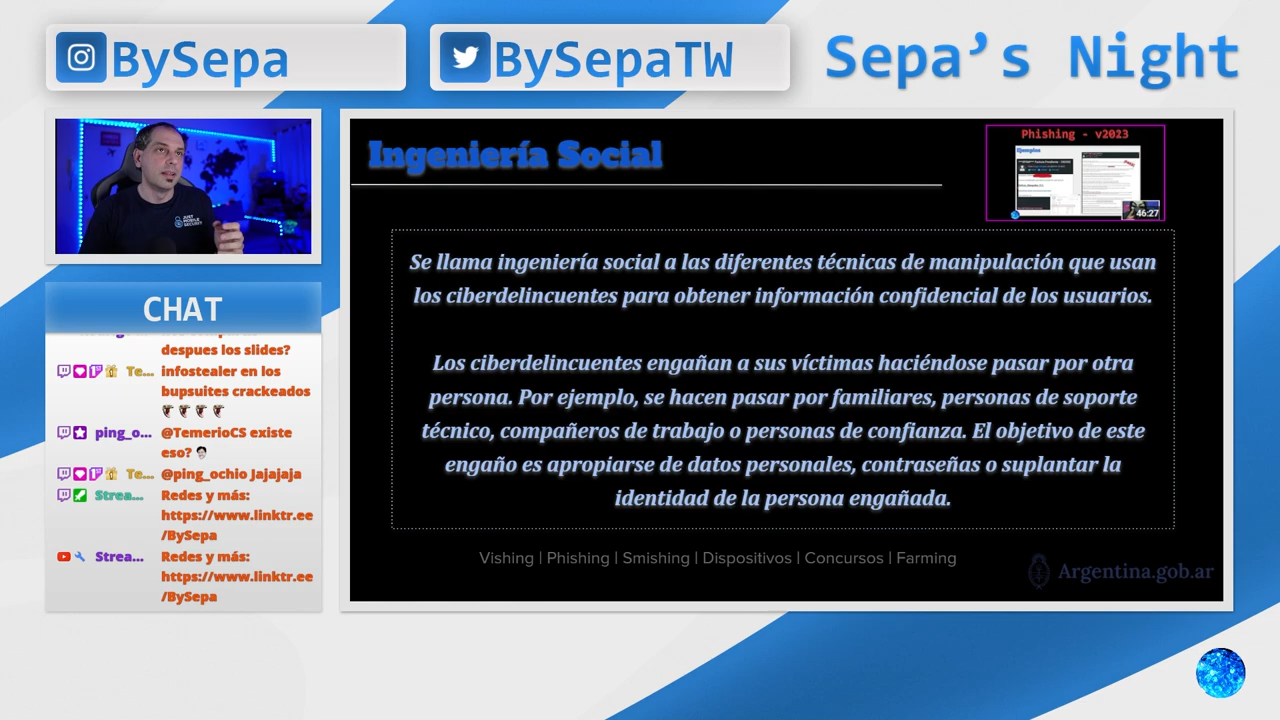 BySepa
BySepaTW
Sepa’s Night
JUST
MOBILE
SECURITY
CHAT
despues los slides?
Te... infostealer en los
bupsuites crackeados
ping_o... @TemerioCS existe
eso?
Te... @ping_ochio Jajajaja
Strea... Redes y más:
https://www.linktr.ee
/BySepa
Strea... Redes y más:
https://www.linktr.ee
/BySepa
Ingeniería Social
Phishing - v2023
Ejemplos
46:27
Se llama ingeniería social a las diferentes técnicas de manipulación que usan
los ciberdelincuentes para obtener información confidencial de los usuarios.
Los ciberdelincuentes engañan a sus víctimas haciéndose pasar por otra
persona. Por ejemplo, se hacen pasar por familiares, personas de soporte
técnico, compañeros de trabajo o personas de confianza. El objetivo de este
engaño es apropiarse de datos personales, contraseñas o suplantar la
identidad de la persona engañada.
Vishing | Phishing | Smishing | Dispositivos | Concursos | Farming
Argentina.gob.ar